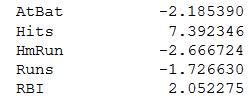 AtBat -2.185390
Hits 7.392346
HmRun -2.666724
Runs -1.726630
RBI 2.052275